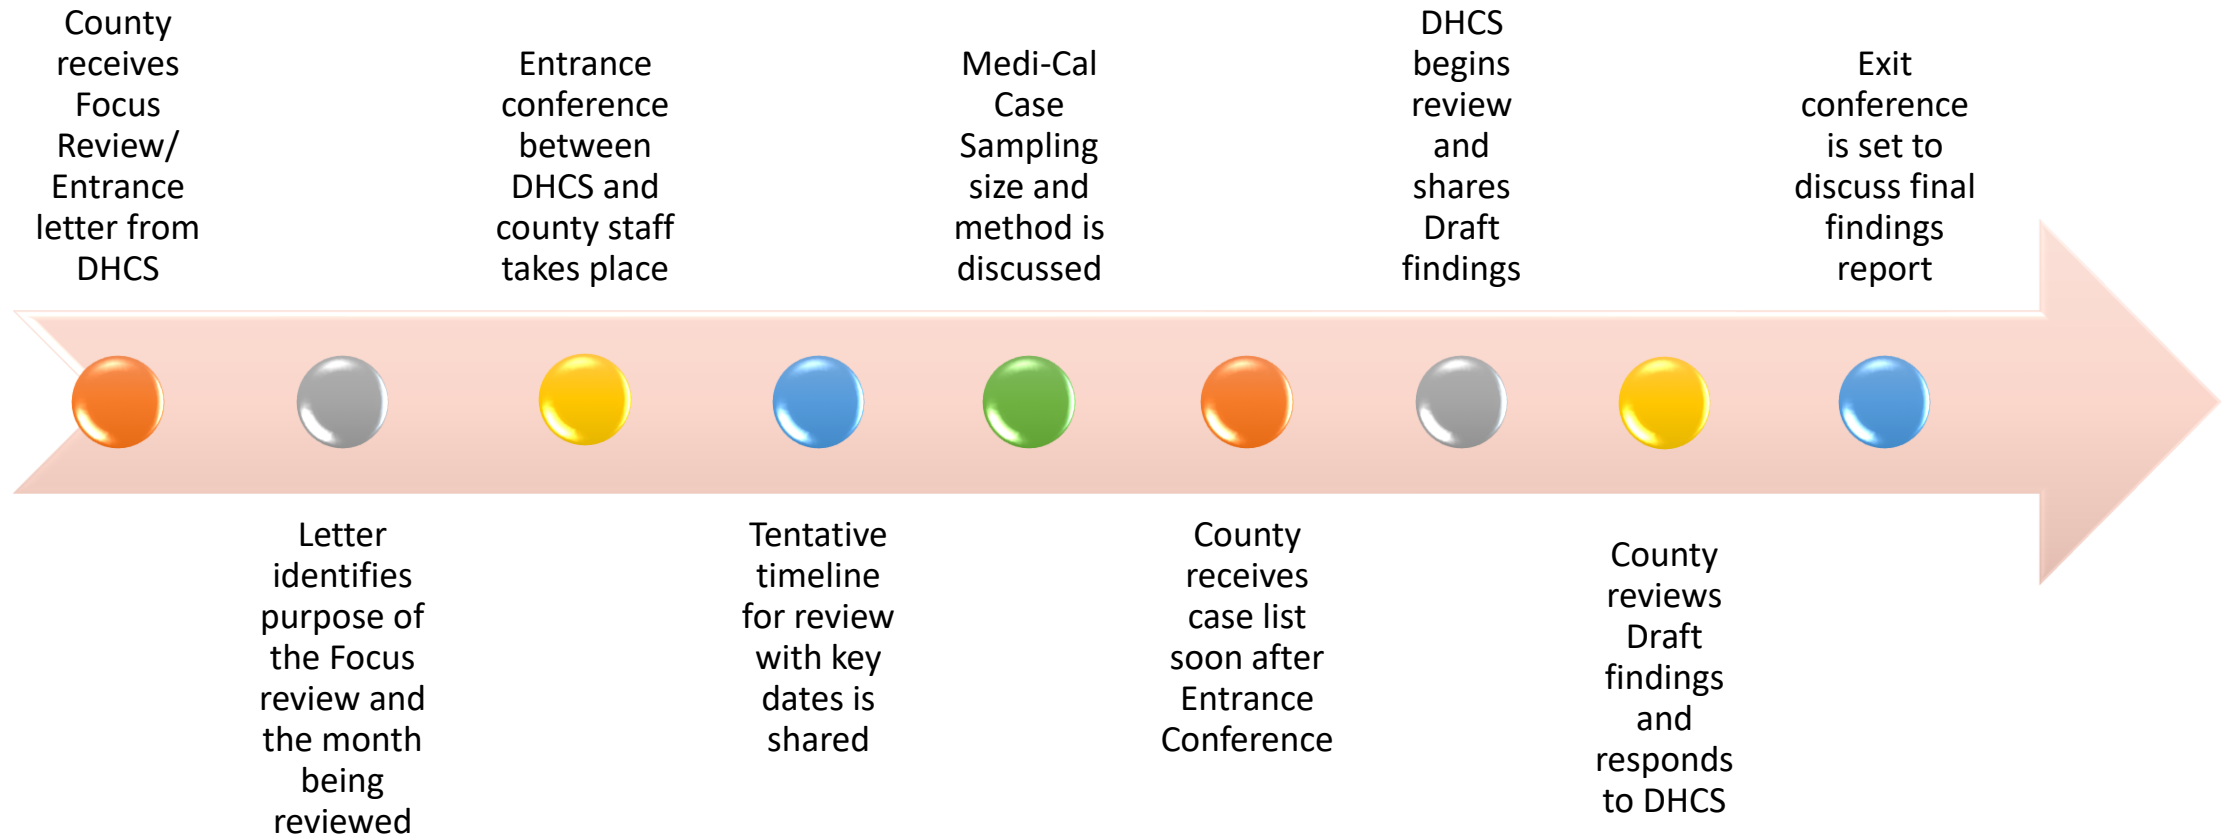 County
receives
Focus
Review/
Entrance
letter from
DHCS
Letter
identifies
purpose of
the Focus
review and
the month
being
reviewed
Entrance
conference
between
DHCS and
county staff
takes place
Tentative
timeline
for review
with key
dates is
shared
Medi-Cal
Case
Sampling
size and
method is
discussed
County
receives
case list
soon after
Entrance
Conference
DHCS
begins
review
and
shares
Draft
findings
County
reviews
Draft
findings
and
responds
to DHCS
Exit
conference
is set to
discuss final
findings
report